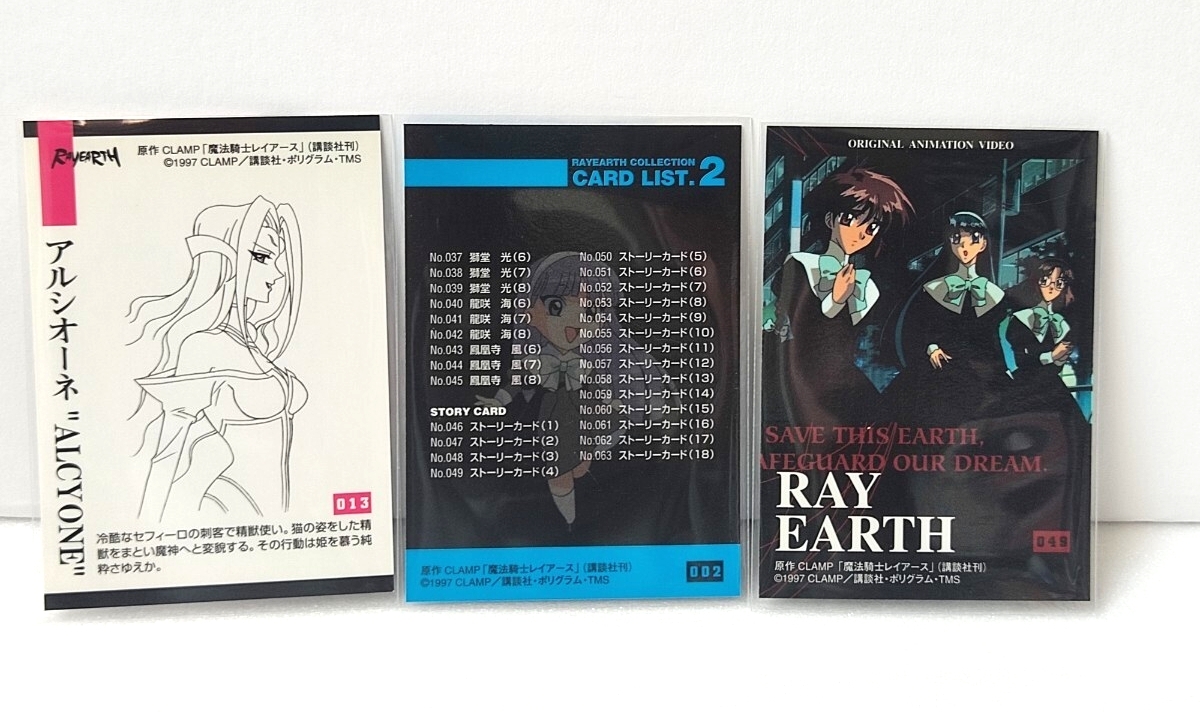 RAYEARTH
原作 CLAMP「魔法騎士レイアース」(講談社刊)
©1997 CLAMP/講談社・ポリグラム・TMS
アルシオーネ "ALCYONE"
013
冷酷なセフィーロの刺客で精獣使い。猫の姿をした精
獣をまとい魔神へと変貌する。その行動は姫を慕う純
粋さゆえか。
RAYEARTH COLLECTION
CARD LIST. 2
No.037 獅堂 光(6)
No.038 獅堂 光(7)
No.039 獅堂 光(8)
No.040 龍咲 海(6)
No.041 龍咲 海(7)
No.042 龍咲 海(8)
No.043 鳳凰寺 風(6)
No.044 鳳凰寺 風(7)
No.045 鳳凰寺 風(8)
STORY CARD
No.046 ストーリーカード(1)
No.047 ストーリーカード(2)
No.048 ストーリーカード(3)
No.049 ストーリーカード(4)
No.050 ストーリーカード(5)
No.051 ストーリーカード(6)
No.052 ストーリーカード(7)
No.053 ストーリーカード(8)
No.054 ストーリーカード(9)
No.055 ストーリーカード(10)
No.056 ストーリーカード(11)
No.057 ストーリーカード(12)
No.058 ストーリーカード(13)
No.059 ストーリーカード(14)
No.060 ストーリーカード(15)
No.061 ストーリーカード(16)
No.062 ストーリーカード(17)
No.063 ストーリーカード(18)
原作 CLAMP「魔法騎士レイアース」(講談社刊)
©1997 CLAMP/講談社・ポリグラム・TMS
002
ORIGINAL ANIMATION VIDEO
SAVE THIS EARTH,
AFEGUARD OUR DREAM.
RAY
EARTH
049
原作 CLAMP「魔法騎士レイアース」(講談社刊)
©1997 CLAMP/講談社・ポリグラム・TMS